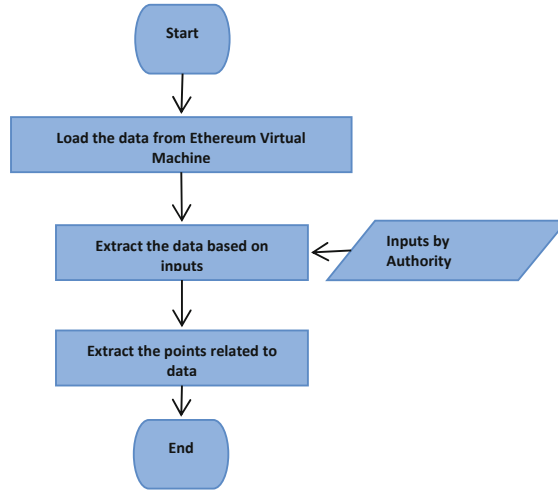 Start
Load the data from Ethereum Virtual
Machine
Extract the data based on
inputs
Inputs by
Authority
Extract the points related to
data
End